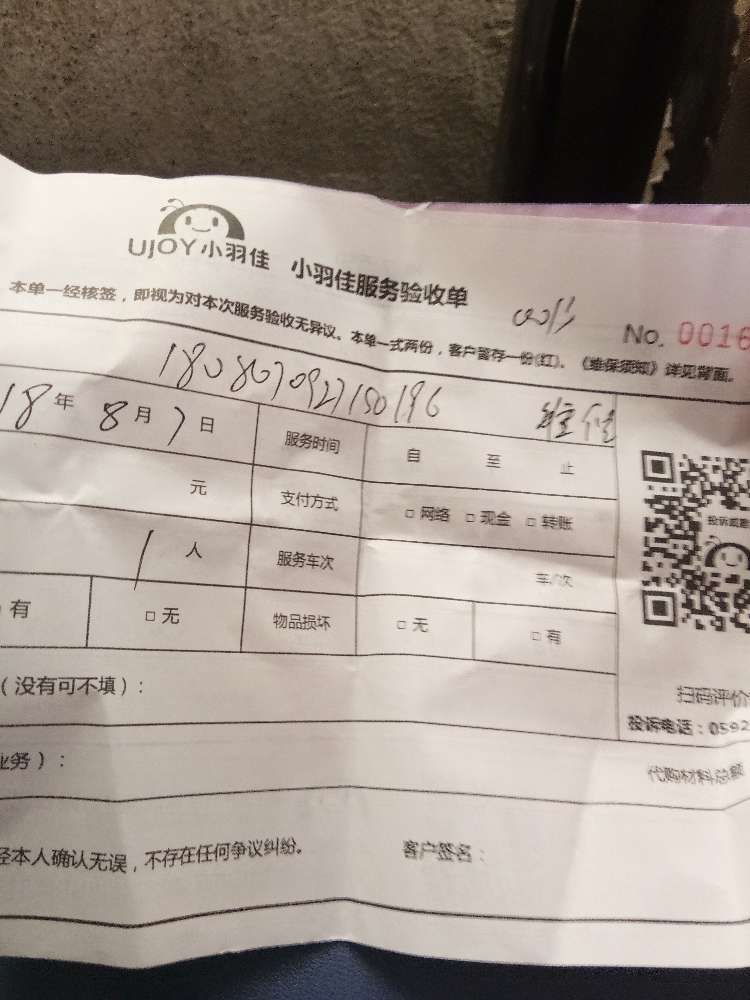 UJOY小羽佳 小羽佳服务验收单
No. 0016
本单一经核签，即视为对本次服务验收无异议。本单一式两份，客户留存一份(红)。《维保须知》详见背面。
180807092150196
18年 8月 7日 服务时间 自 至 止
元 支付方式 □网络 □现金 □转账
投诉
1人 服务车次 车/次
有 □无 物品损坏 □无 □有
(没有可不填)：
扫码评价
投诉电话：0592
业务)：
代购材料总额
经本人确认无误，不存在任何争议纠纷。 客户签名：